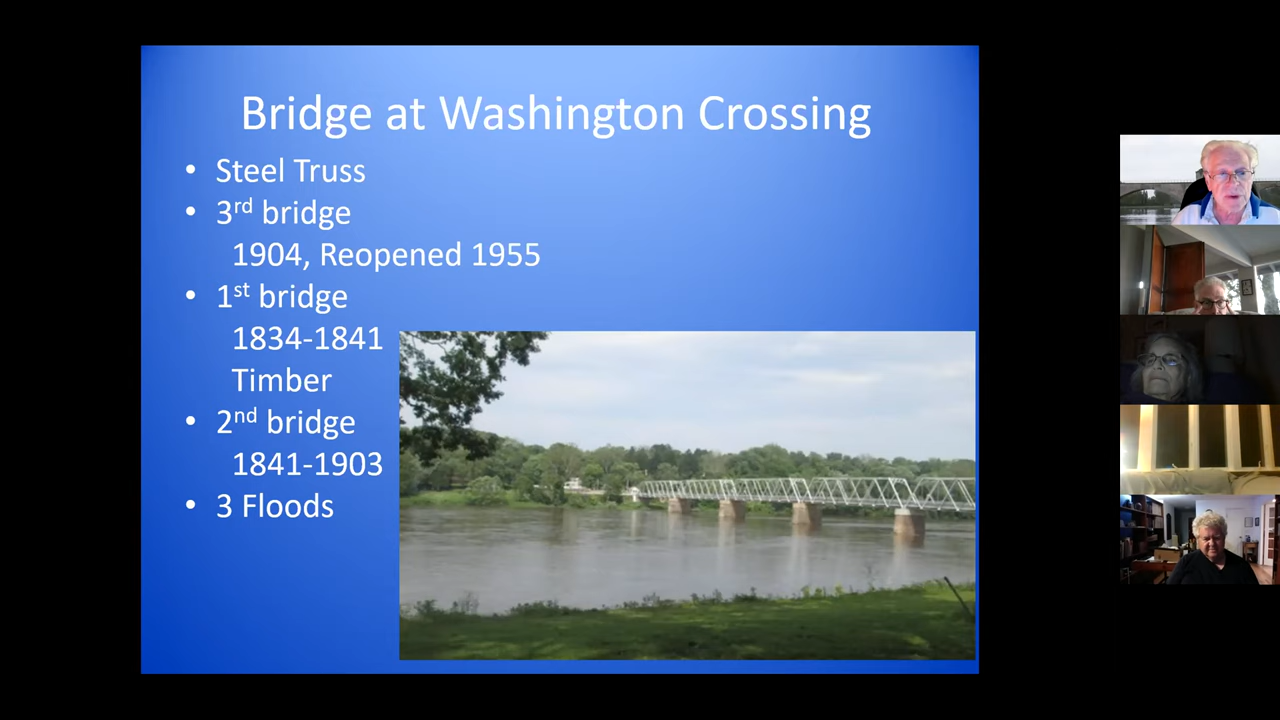 Bridge at Washington Crossing
• Steel Truss
• 3rd bridge
1904, Reopened 1955
• 1st bridge
1834-1841
Timber
• 2nd bridge
1841-1903
• 3 Floods